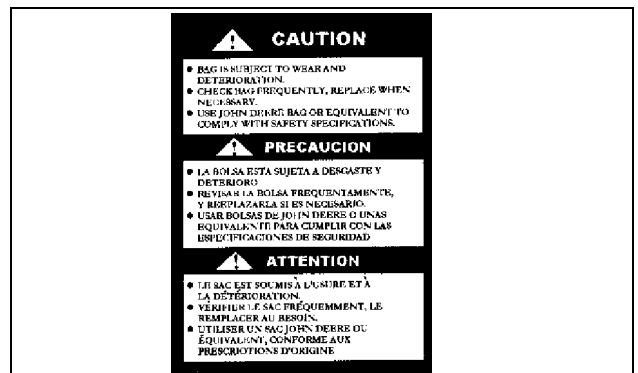 CAUTION
● BAG IS SUBJECT TO WEAR AND
DETERIORATION.
● CHECK BAG FREQUENTLY, REPLACE WHEN
NECESSARY.
● USE JOHN DEERE BAG OR EQUIVALENT TO
COMPLY WITH SAFETY SPECIFICATIONS.
PRECAUCION
● LA BOLSA ESTA SUJETA A DESGASTE Y
DETERIORO
● REVISAR LA BOLSA FREQUENTAMENTE,
Y REEPLAZARLA SI ES NECESARIO.
● USAR BOLSAS DE JOHN DEERE O UNAS
EQUIVALENTE PARA CUMPLIR CON LAS
ESPECIFICACIONES DE SEGURIDAD
ATTENTION
● LE SAC EST SOUMIS À L'USURE ET À
LA DÉTÉRIORATION.
● VÉRIFIER LE SAC FRÉQUEMMENT, LE
REMPLACER AU BESOIN.
● UTILISER UN SAC JOHN DEERE OU
ÉQUIVALENT, CONFORME AUX
PRESCRIOTIONS D'ORIGINE